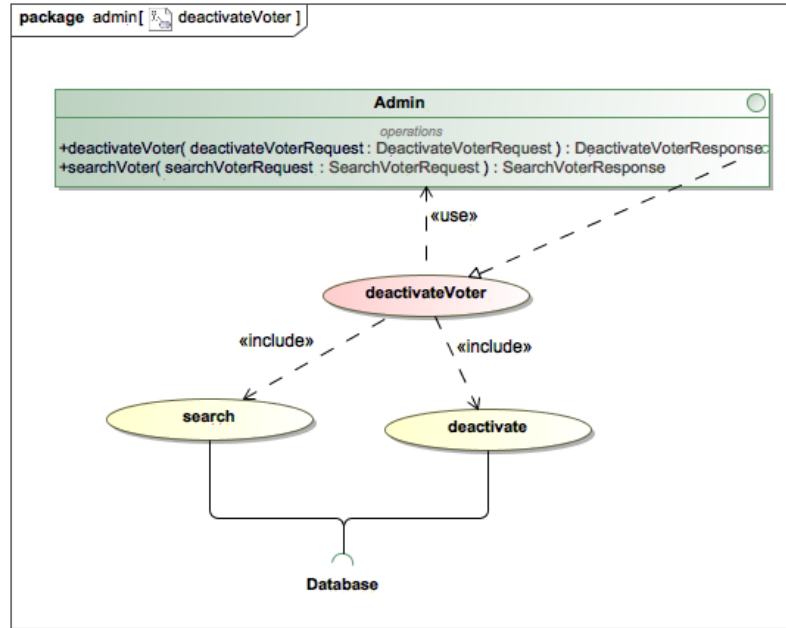 package admin[ deactivateVoter ]
Admin
operations
+deactivateVoter( deactivateVoterRequest : DeactivateVoterRequest ) : DeactivateVoterResponse
+searchVoter( searchVoterRequest : SearchVoterRequest ) : SearchVoterResponse
«use»
deactivateVoter
«include»
«include»
search
deactivate
Database